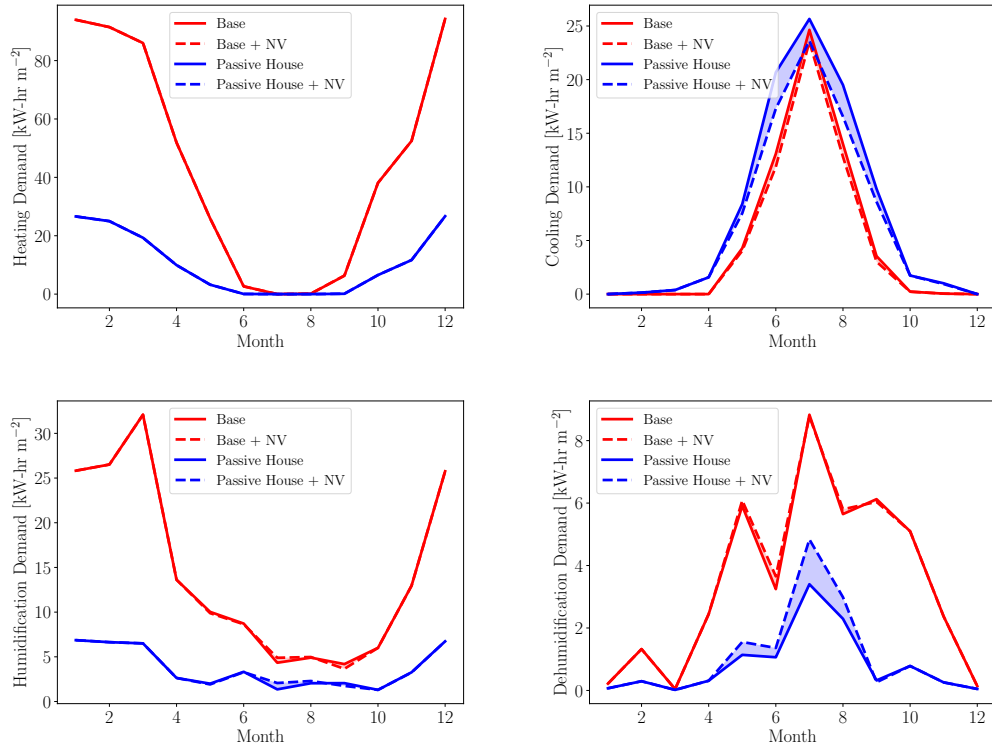 Heating Demand [kW-hr m−2]
80
60
40
20
0
2
4
6
8
10
12
Month
Base
Base + NV
Passive House
Passive House + NV
Cooling Demand [kW-hr m−2]
25
20
15
10
5
0
2
4
6
8
10
12
Month
Base
Base + NV
Passive House
Passive House + NV
Humidification Demand [kW-hr m−2]
30
25
20
15
10
5
0
2
4
6
8
10
12
Month
Base
Base + NV
Passive House
Passive House + NV
Dehumidification Demand [kW-hr m−2]
8
6
4
2
0
2
4
6
8
10
12
Month
Base
Base + NV
Passive House
Passive House + NV